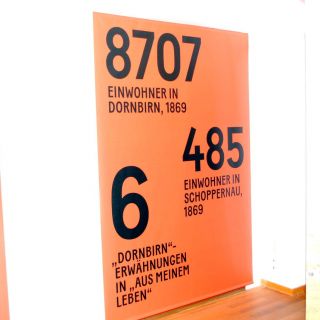 8707
EINWOHNER IN
DORNBIRN, 1869
485
EINWOHNER IN
SCHOPPERNAU,
1869
6
„DORNBIRN“-
ERWÄHNUNGEN
IN „AUS MEINEM
LEBEN“